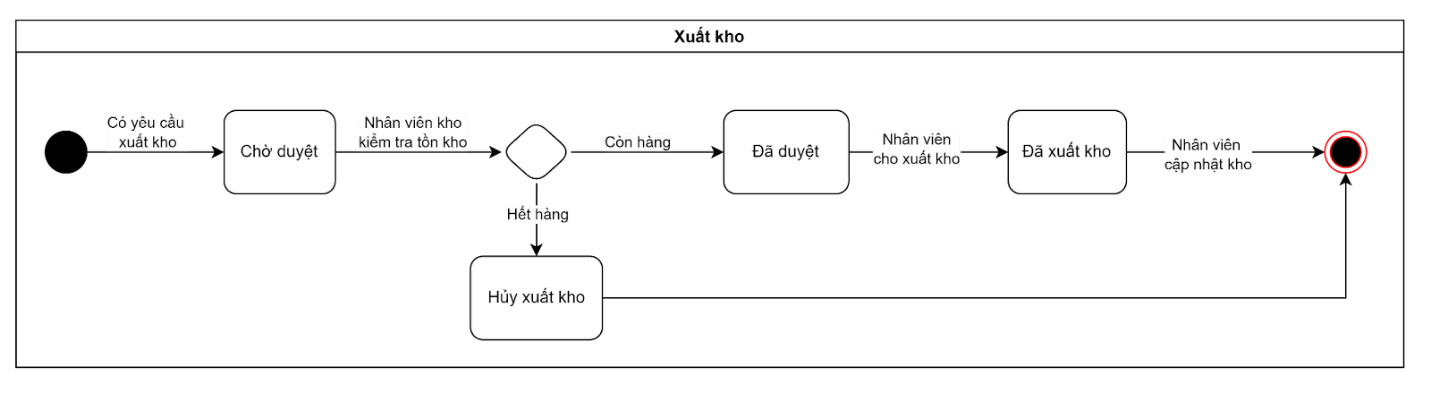 Xuất kho
Có yêu cầu
xuất kho
Chờ duyệt
Nhân viên kho
kiểm tra tồn kho
Còn hàng
Đã duyệt
Nhân viên
cho xuất kho
Đã xuất kho
Nhân viên
cập nhật kho
Hết hàng
Hủy xuất kho